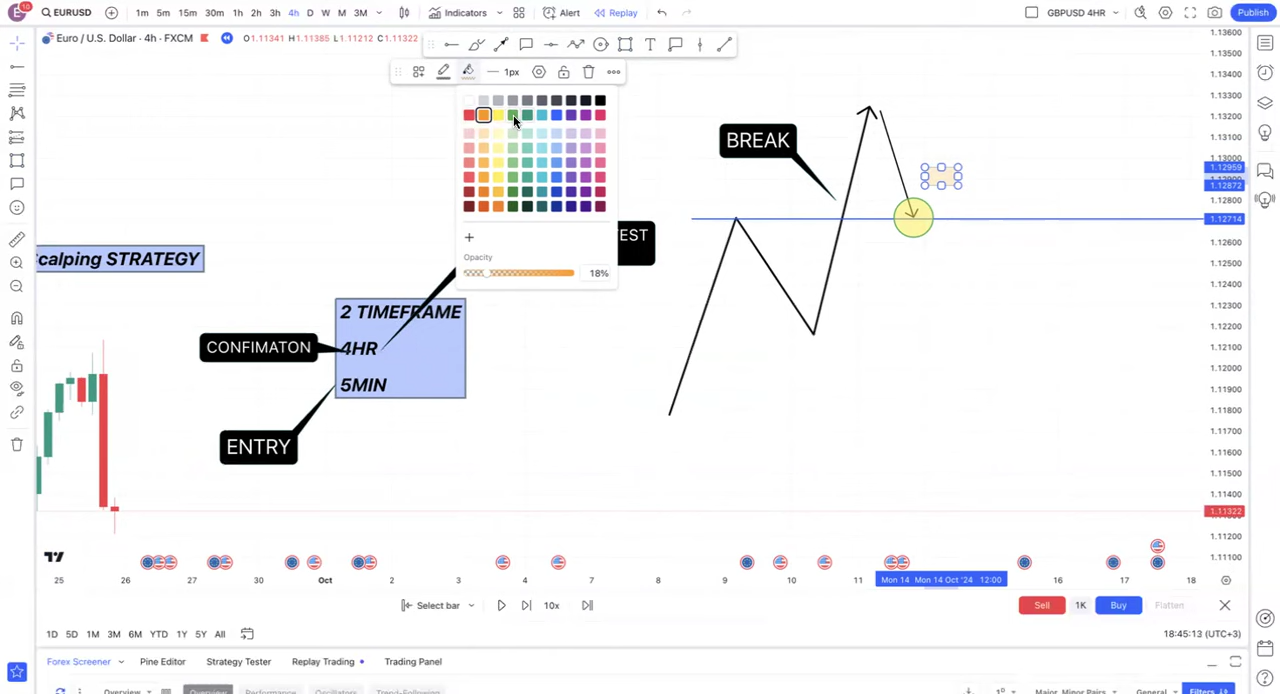 E
10
EURUSD
1m 5m 15m 30m 1h 2h 3h 4h D W M 3M
Indicators
Alert
Replay
GBPUSD 4HR
Publish
Euro / U.S. Dollar · 4h · FXCM
O1.11341 H1.11385 L1.11212 C1.11322
1px
Opacity
18%
Scalping STRATEGY
2 TIMEFRAME
4HR
5MIN
CONFIMATON
ENTRY
EST
BREAK
1.13600
1.13500
1.13400
1.13300
1.13200
1.13100
1.13000
1.12959
1.12872
1.12800
1.12714
1.12600
1.12500
1.12400
1.12300
1.12200
1.12100
1.12000
1.11900
1.11800
1.11700
1.11600
1.11500
1.11400
1.11322
1.11200
1.11100
25 26 27 30 Oct 2 3 4 7 8 9 10 11 Mon 14 Mon 14 Oct '24 12:00 16 17 18
Select bar
10x
Sell
1K
Buy
Flatten
1D 5D 1M 3M 6M YTD 1Y 5Y All
18:45:13 (UTC+3)
Forex Screener
Pine Editor
Strategy Tester
Replay Trading
Trading Panel
Overview
Overview
Performance
Oscillators
Trend-Following
Major, Minor Pairs
General
Filters